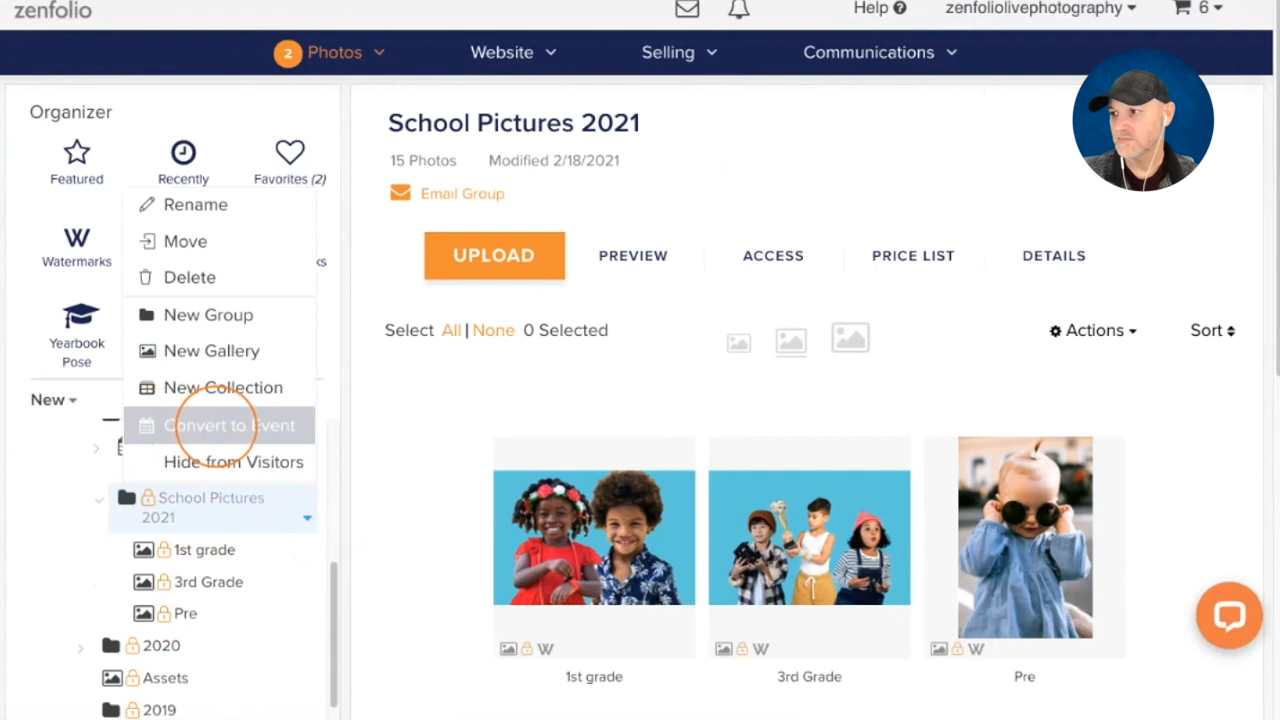 zenfolio
Help ?
zenfoliolivephotography
6
2 Photos
Website
Selling
Communications
Organizer
Featured
Recently
Favorites (2)
W
Watermarks
ks
Yearbook
Pose
Rename
Move
Delete
New Group
New Gallery
New Collection
Convert to Event
Hide from Visitors
New
School Pictures
2021
1st grade
3rd Grade
Pre
2020
Assets
2019
School Pictures 2021
15 Photos Modified 2/18/2021
Email Group
UPLOAD
PREVIEW
ACCESS
PRICE LIST
DETAILS
Select All | None 0 Selected
Actions
Sort
W
W
W
1st grade
3rd Grade
Pre